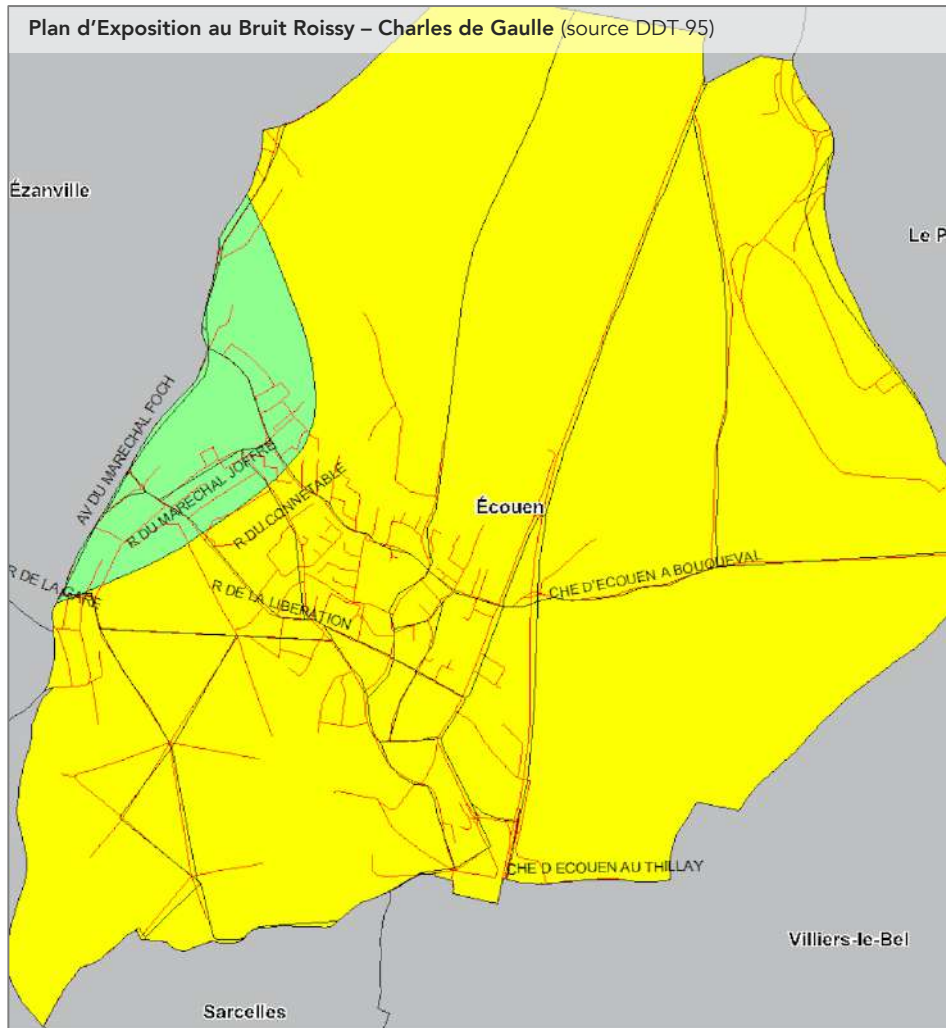 Plan d’Exposition au Bruit Roissy – Charles de Gaulle (source DDT 95)
Ézanville
Le P
AV DU MARECHAL FOCH
R DU MARECHAL JOFFRE
R DU CONNETABLE
Écouen
CHE D'ECOUEN A BOUQUEVAL
R DE LA GARE
R DE LA LIBERATION
CHE D ECOUEN AU THILLAY
Villiers-le-Bel
Sarcelles